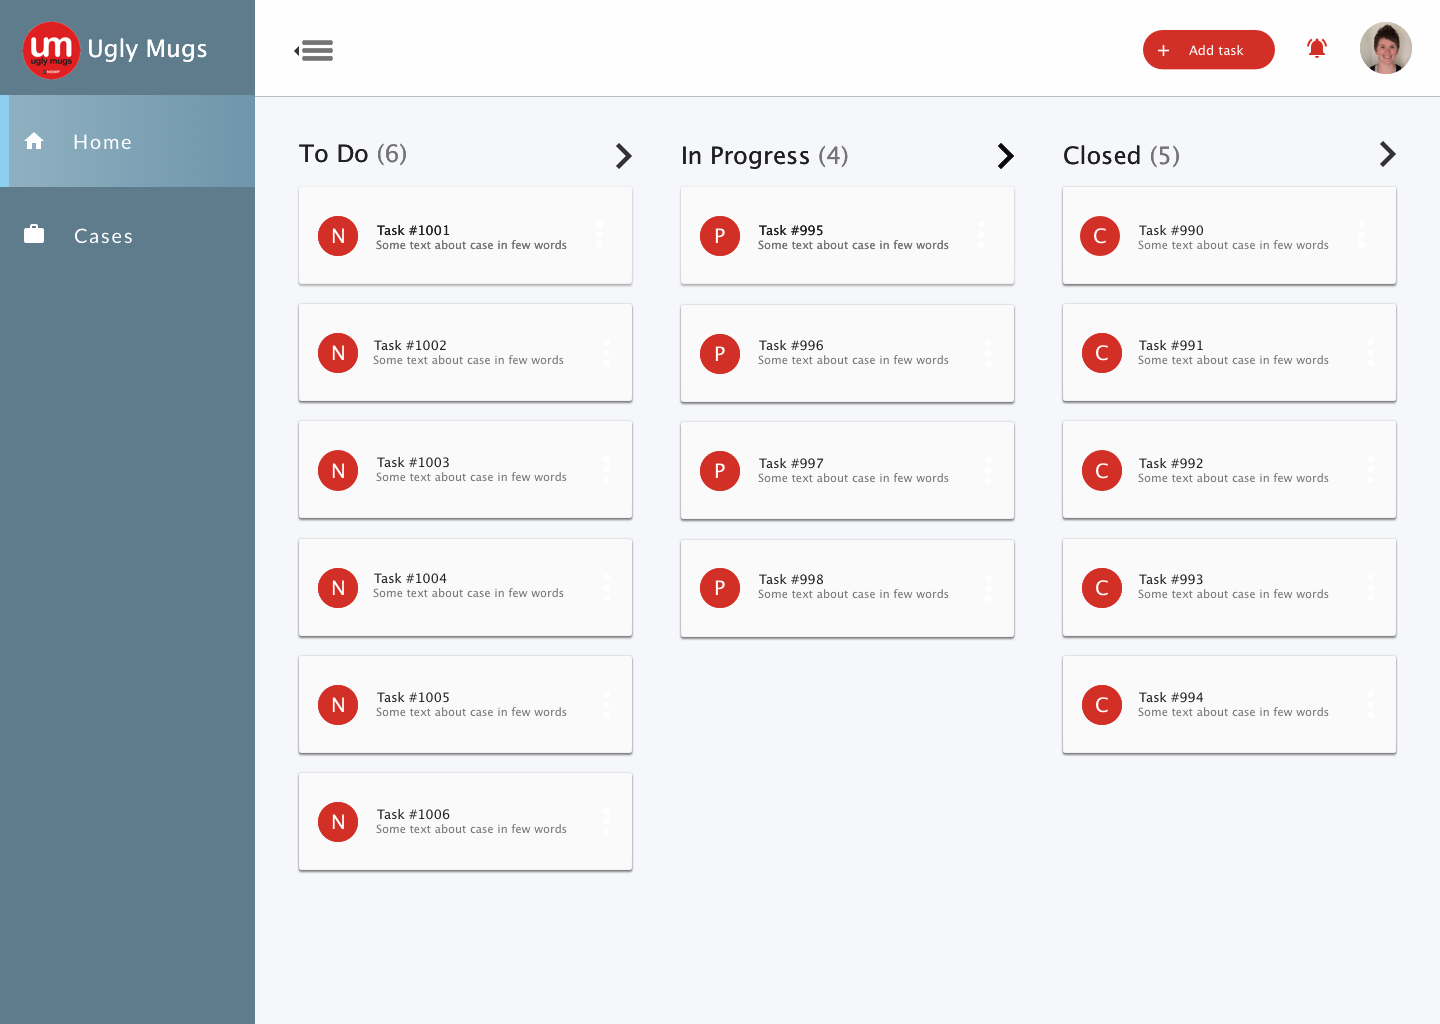 um
ugly mugs
Ugly Mugs
Add task
Home
Cases
To Do (6)
N
Task #1001
Some text about case in few words
N
Task #1002
Some text about case in few words
N
Task #1003
Some text about case in few words
N
Task #1004
Some text about case in few words
N
Task #1005
Some text about case in few words
N
Task #1006
Some text about case in few words
In Progress (4)
P
Task #995
Some text about case in few words
P
Task #996
Some text about case in few words
P
Task #997
Some text about case in few words
P
Task #998
Some text about case in few words
Closed (5)
C
Task #990
Some text about case in few words
C
Task #991
Some text about case in few words
C
Task #992
Some text about case in few words
C
Task #993
Some text about case in few words
C
Task #994
Some text about case in few words